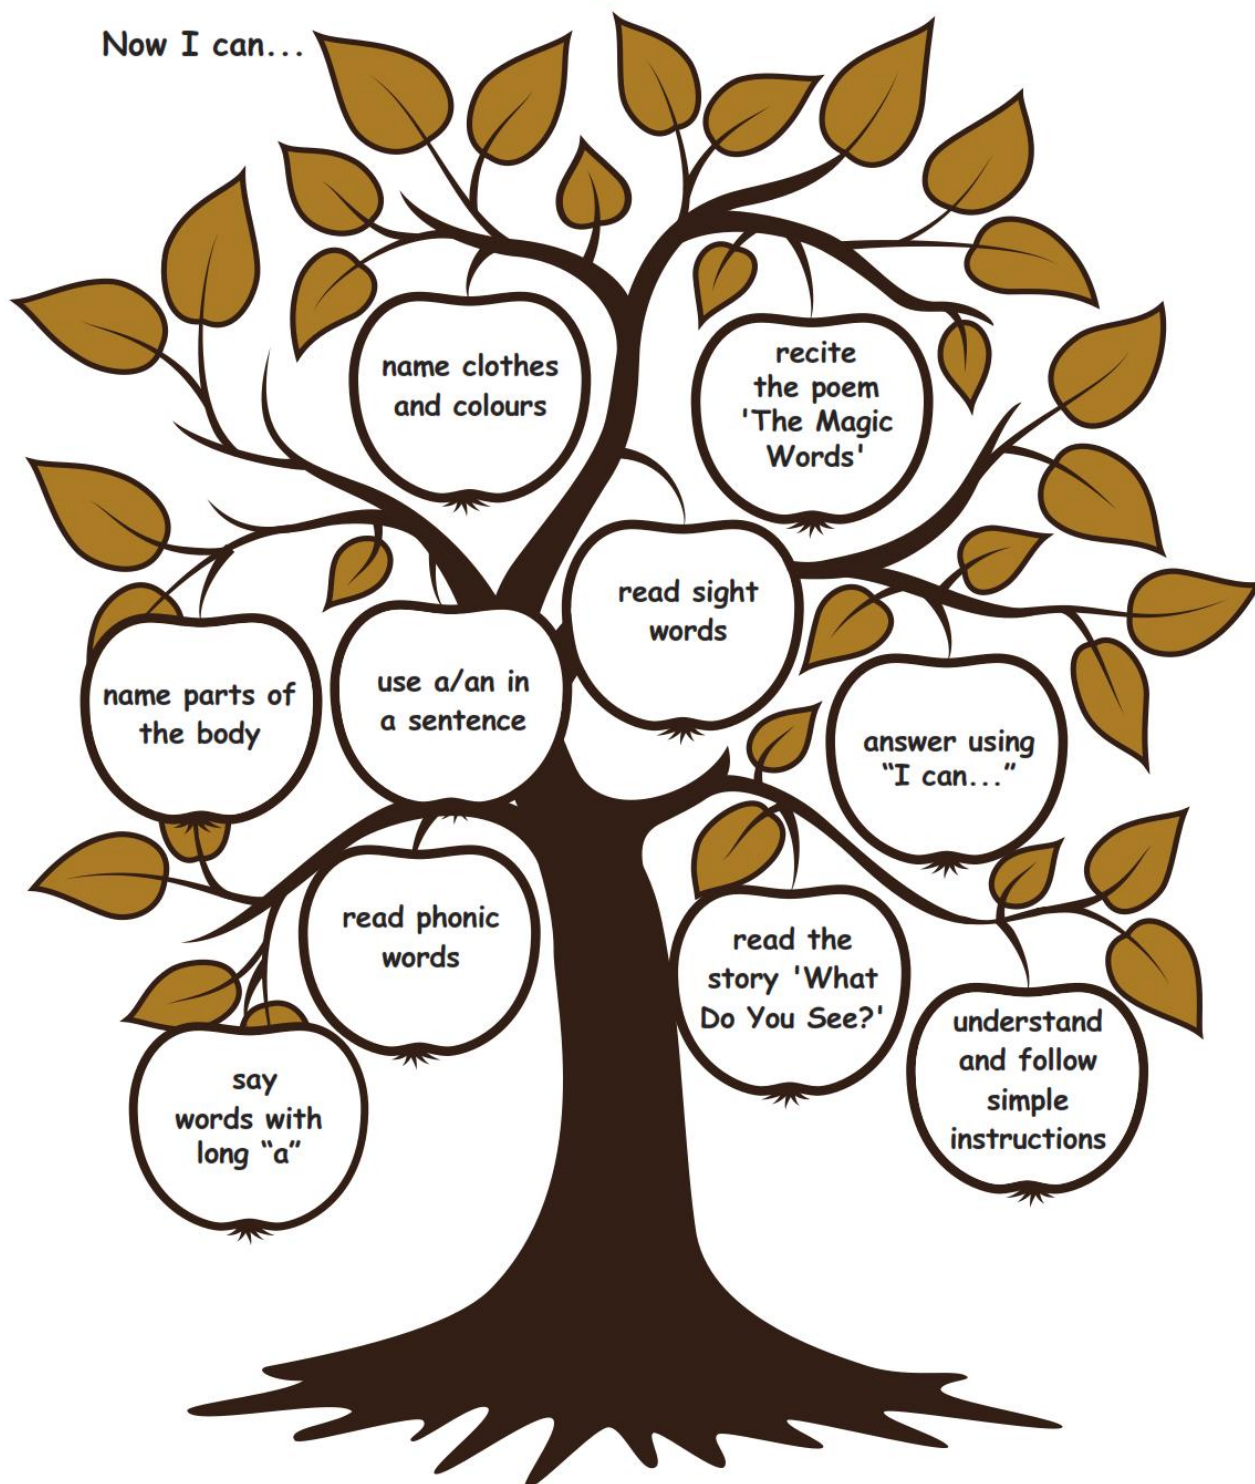 Now I can...
name clothes
and colours
recite
the poem
'The Magic
Words'
read sight
words
name parts of
the body
use a/an in
a sentence
answer using
“I can...”
read phonic
words
read the
story 'What
Do You See?'
understand
and follow
simple
instructions
say
words with
long “a”